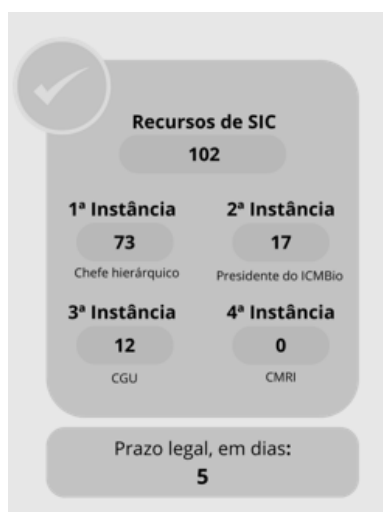 Recursos de SIC
102
1ª Instância
73
Chefe hierárquico
2ª Instância
17
Presidente do ICMBio
3ª Instância
12
CGU
4ª Instância
0
CMRI
Prazo legal, em dias:
5